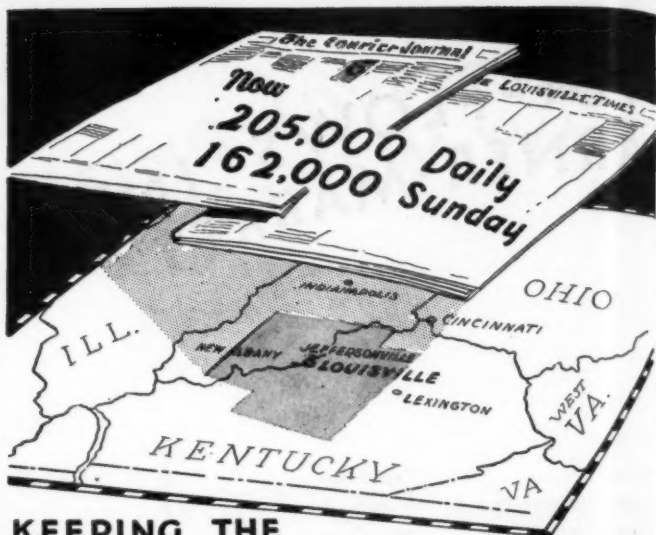 The Courier-Journal
THE LOUISVILLE TIMES
Now
205,000 Daily
162,000 Sunday
INDIANAPOLIS
OHIO
CINCINNATI
ILL.
NEW ALBANY
JEFFERSONVILLE
LOUISVILLE
LEXINGTON
WEST
VA.
KENTUCKY
VA
KEEPING THE